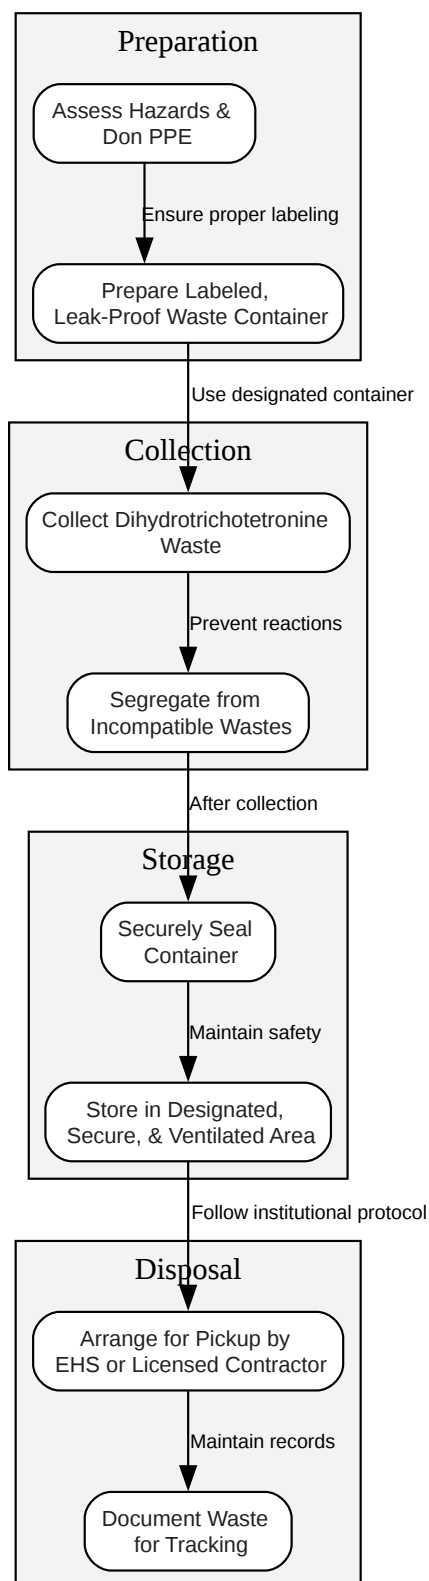 Preparation
Assess Hazards &
Don PPE
Ensure proper labeling
Prepare Labeled,
Leak-Proof Waste Container
Use designated container
Collection
Collect Dihydrotrichotetronine
Waste
Prevent reactions
Segregate from
Incompatible Wastes
After collection
Storage
Securely Seal
Container
Maintain safety
Store in Designated,
Secure, & Ventilated Area
Follow institutional protocol
Disposal
Arrange for Pickup by
EHS or Licensed Contractor
Maintain records
Document Waste
for Tracking